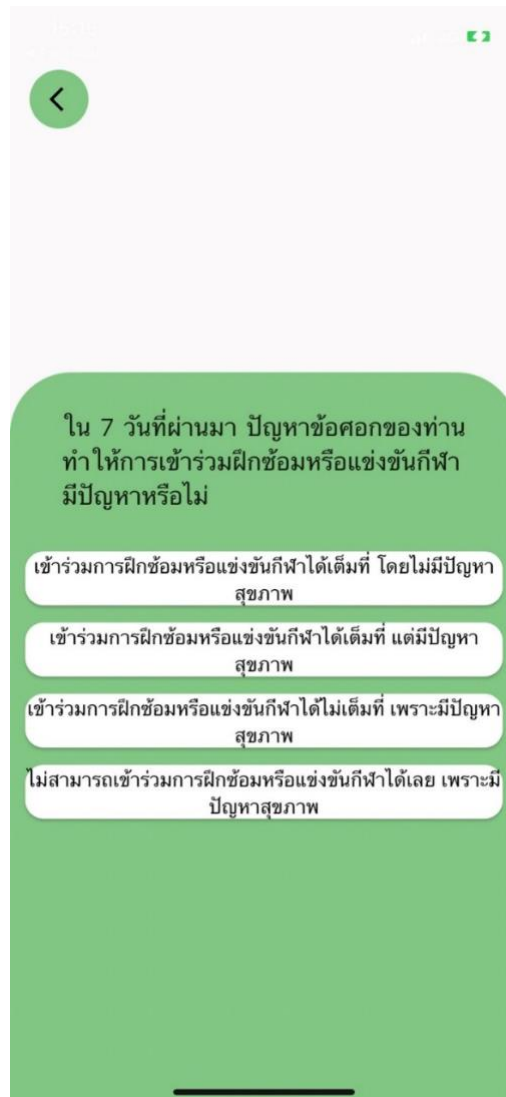 ใน 7 วันที่ผ่านมา ปัญหาข้อศอกของท่าน
ทำให้การเข้าร่วมฝึกซ้อมหรือแข่งขันกีฬา
มีปัญหาหรือไม่
เข้าร่วมการฝึกซ้อมหรือแข่งขันกีฬาได้เต็มที่ โดยไม่มีปัญหา
สุขภาพ
เข้าร่วมการฝึกซ้อมหรือแข่งขันกีฬาได้เต็มที่ แต่มีปัญหา
สุขภาพ
เข้าร่วมการฝึกซ้อมหรือแข่งขันกีฬาได้ไม่เต็มที่ เพราะมีปัญหา
สุขภาพ
ไม่สามารถเข้าร่วมการฝึกซ้อมหรือแข่งขันกีฬาได้เลย เพราะมี
ปัญหาสุขภาพ